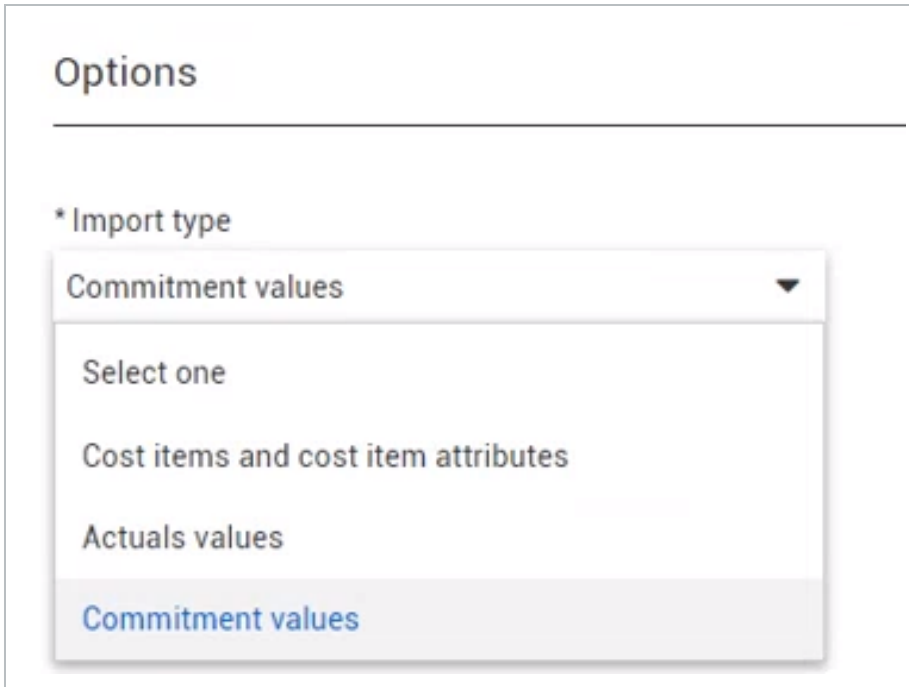 Options
* Import type
Commitment values
Select one
Cost items and cost item attributes
Actuals values
Commitment values